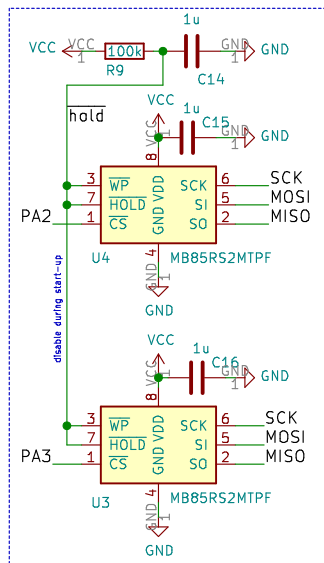 1u
VCC VCC 1 100k GND 1 GND
R9 C14
hold
VCC
1u
VCC 1 C15 GND 1 GND
8
3 WP VDD SCK 6 SCK
7 HOLD SI 5 MOSI
PA2 1 CS GND SO 2 MISO
U4 4 MB85RS2MTPF
GND 1
GND
disable during start-up
VCC
1u
VCC 1 C16 GND 1 GND
8
3 WP VDD SCK 6 SCK
7 HOLD SI 5 MOSI
PA3 1 CS GND SO 2 MISO
U3 4 MB85RS2MTPF
GND 1
GND